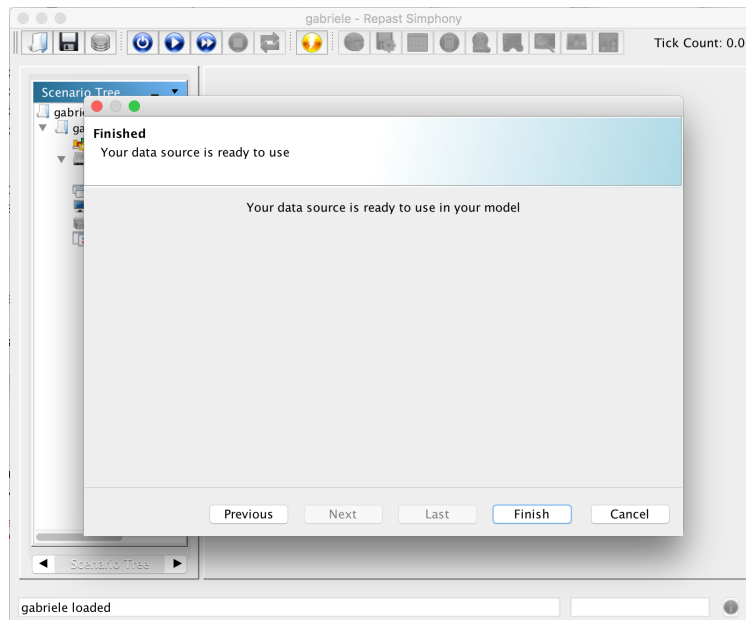 gabriele - Repast Simphony
Tick Count: 0.0
Scenario Tree
gabri
ga
Finished
Your data source is ready to use
Your data source is ready to use in your model
Previous
Next
Last
Finish
Cancel
Scenario Tree
gabriele loaded